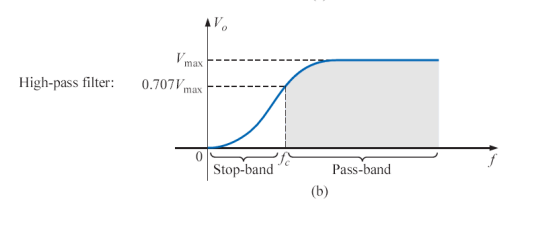 V_o
V_max
High-pass filter:
0.707V_max
0
f_c
f
Stop-band
Pass-band
(b)